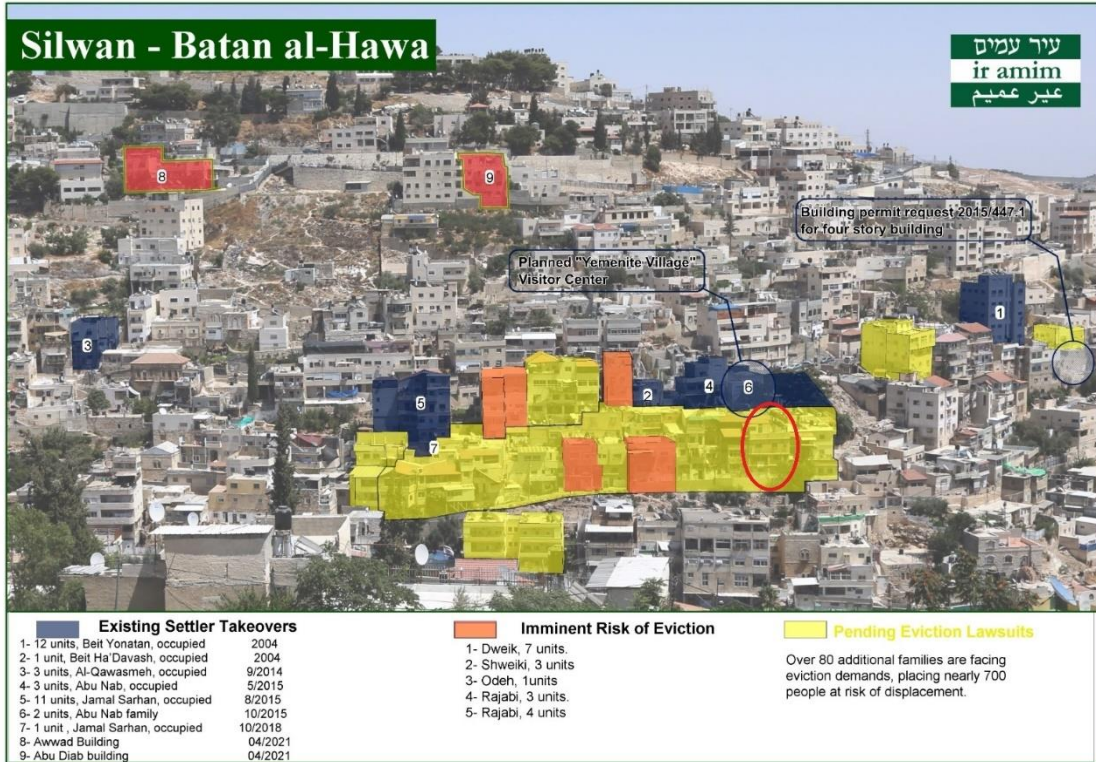 Silwan - Batan al-Hawa
עיר עמים
ir amim
عير عميم
8
9
Building permit request 2015/447.1
for four story building
Planned "Yemenite Village"
Visitor Center
1
3
2
4
6
5
7
Existing Settler Takeovers
1- 12 units, Beit Yonatan, occupied 2004
2- 1 unit, Beit Ha'Davash, occupied 2004
3- 3 units, Al-Qawasmeh, occupied 9/2014
4- 3 units, Abu Nab, occupied 5/2015
5- 11 units, Jamal Sarhan, occupied 8/2015
6- 2 units, Abu Nab family 10/2015
7- 1 unit , Jamal Sarhan, occupied 10/2018
8- Awwad Building 04/2021
9- Abu Diab building 04/2021
Imminent Risk of Eviction
1- Dweik, 7 units.
2- Shweiki, 3 units
3- Odeh, 1units
4- Rajabi, 3 units.
5- Rajabi, 4 units
Pending Eviction Lawsuits
Over 80 additional families are facing
eviction demands, placing nearly 700
people at risk of displacement.